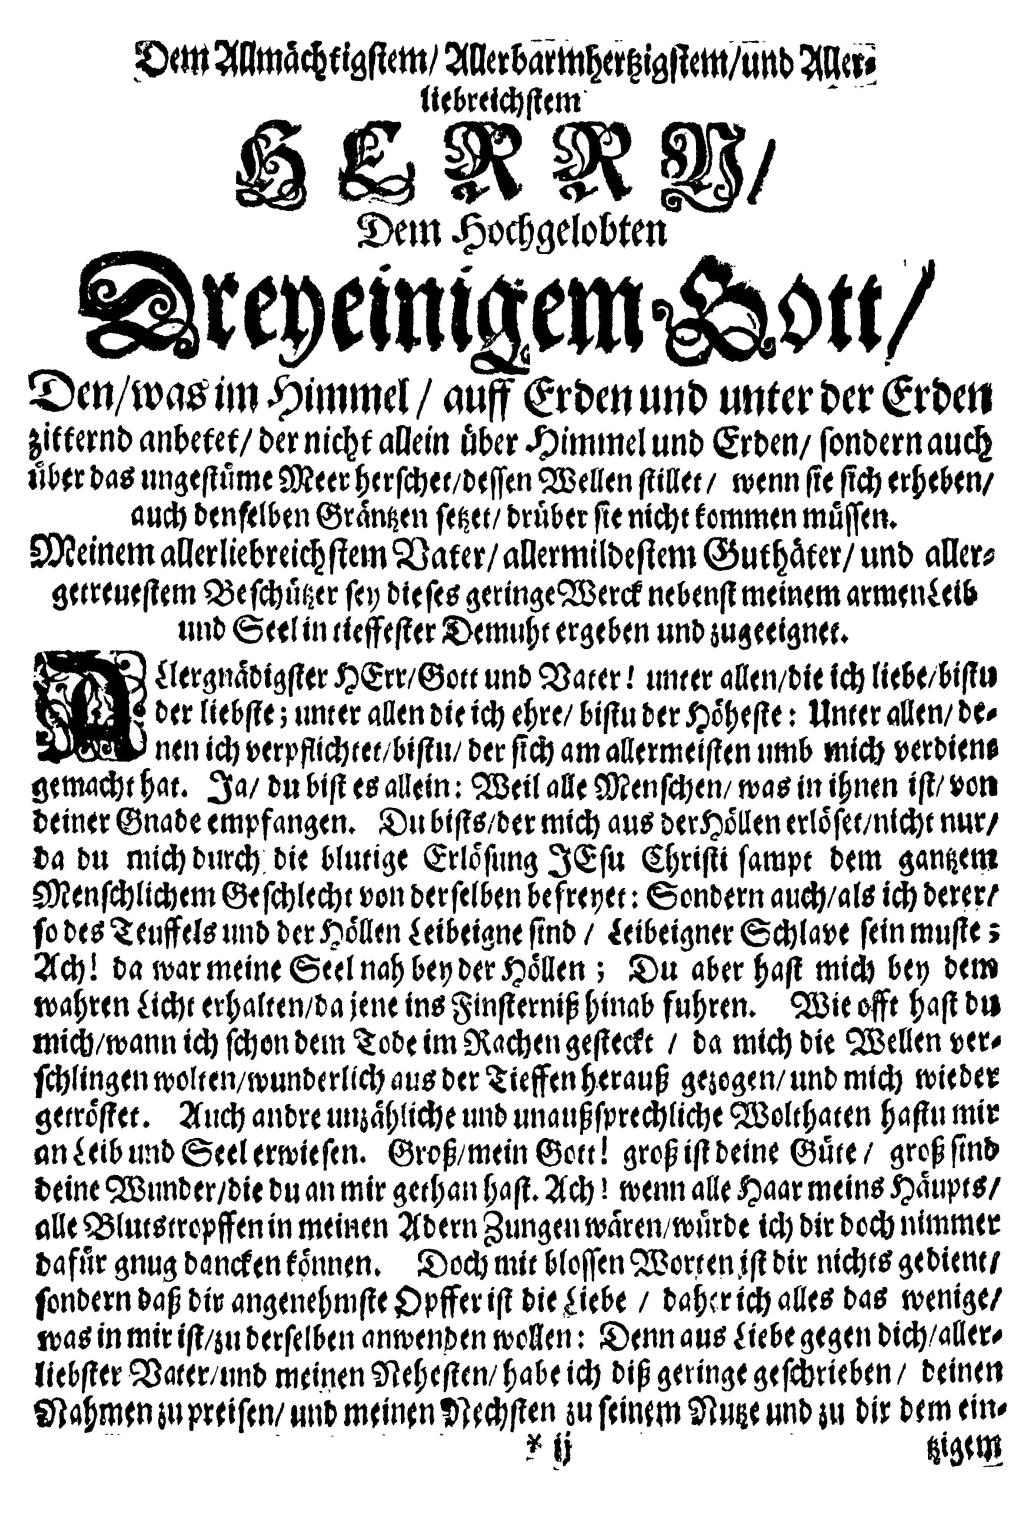 Dem Allmächtigstem/ Allerbarmhertzigstem/und Aller-
liebreichstem
HERRN/
Dem Hochgelobten
Dreyeinigem Gott/
Den/was im Himmel/ auff Erden und unter der Erden
zitternd anbetet/ der nicht allein über Himmel und Erden/ sondern auch
über das ungestüme Meer herschet/dessen Wellen stillet/ wenn sie sich erheben/
auch denselben Gräntzen setzet/ drüber sie nicht kommen müssen.
Meinem allerliebreichstem Vater/ allermildestem Guthäter/ und aller-
getreuestem Beschützer sey dieses geringe Werck nebenst meinem armen Leib
und Seel in tieffester Demuht ergeben und zugeeignet.
ALlergnädigster HErr/Gott und Vater! unter allen/die ich liebe/bistu
der liebste; unter allen die ich ehre/ bistu der Höheste: Unter allen/ de-
nen ich verpflichtet/bistu/ der sich am allermeisten umb mich verdiens
gemacht hat. Ja/ du bist es allein: Weil alle Menschen/ was in ihnen ist/ von
deiner Gnade empfangen. Du bists/der mich aus der Höllen erlöset/nicht nur/
da du mich durch die blutige Erlösung JEsu Christi sampt dem gantzem
Menschlichem Geschlecht von derselben befreyet: Sondern auch/als ich derer/
so des Teuffels und der Höllen Leibeigne sind/ Leibeigner Schlave sein muste;
Ach! da war meine Seel nah bey der Höllen; Du aber hast mich bey dem
wahren Licht erhalten/da jene ins Finsterniß hinab fuhren. Wie offt hast du
mich/wann ich schon dem Tode im Rachen gesteckt / da mich die Wellen ver-
schlingen wolten/wunderlich aus der Tieffen herauß gezogen/ und mich wieder
getröstet. Auch andre unzähliche und unaußsprechliche Wolthaten hastu mir
an Leib und Seel erwiesen. Groß/mein Gott! groß ist deine Güte/ groß sind
deine Wunder/die du an mir gethan hast. Ach! wenn alle Haar meins Häupts/
alle Blutstropffen in meinen Adern Zungen wären/würde ich dir doch nimmer
dafür gnug dancken können. Doch mit blossen Worten ist dir nichts gedient/
sondern daß dir angenehmste Opffer ist die Liebe / daher ich alles das wenige/
was in mir ist/zu derselben anwenden wollen: Denn aus Liebe gegen dich/aller-
liebster Vater/und meinen Nehesten/ habe ich diß geringe geschrieben/ deinen
Nahmen zu preisen/ und meinen Nechsten zu seinem Nutze und zu dir dem ein-
* ij tzigem